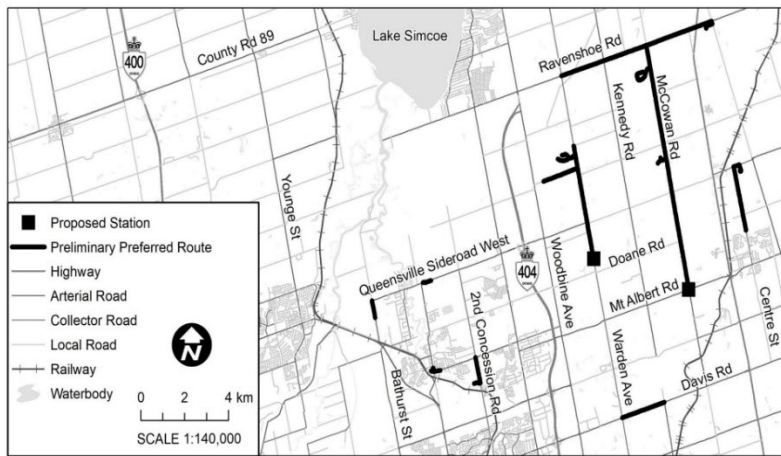 Lake Simcoe
400
County Rd 89
Ravenshoe Rd
Kennedy Rd
McCowan Rd
Younge St
Queensville Sideroad West
404
Woodbine Ave
Doane Rd
Mt Albert Rd
2nd Concession Rd
Bathurst St
Warden Ave
Davis Rd
Centre St
Proposed Station
Preliminary Preferred Route
Highway
Arterial Road
Collector Road
Local Road
Railway
Waterbody
N
0 2 4 km
SCALE 1:140,000